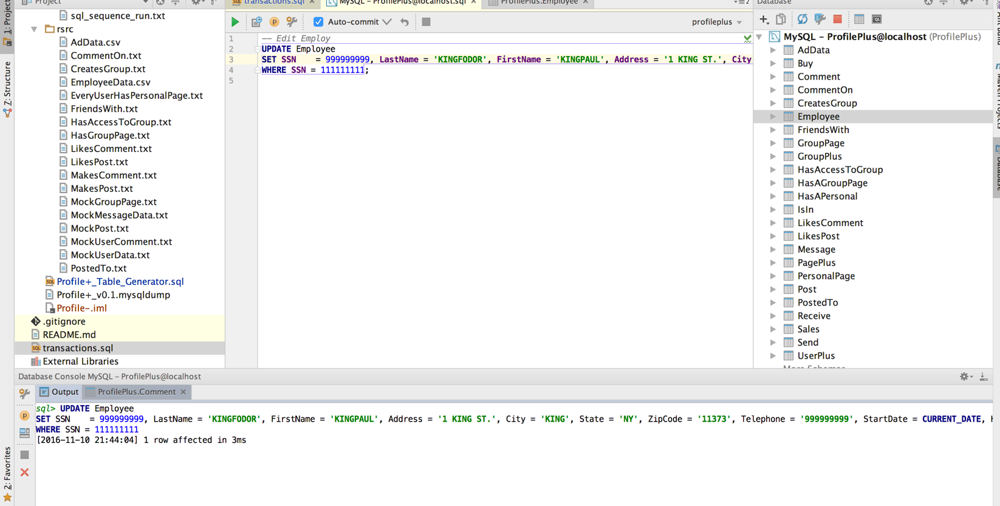 Project
transactions.sql
MySQL - ProfilePlus@localhost.sql
ProfilePlus.Employee
2
Database
1: Project
7: Structure
2: Favorites
sql_sequence_run.txt
rsrc
AdData.csv
CommentOn.txt
CreatesGroup.txt
EmployeeData.csv
EveryUserHasPersonalPage.txt
FriendsWith.txt
HasAccessToGroup.txt
HasGroupPage.txt
LikesComment.txt
LikesPost.txt
MakesComment.txt
MakesPost.txt
MockGroupPage.txt
MockMessageData.txt
MockPost.txt
MockUserComment.txt
MockUserData.txt
PostedTo.txt
Profile+_Table_Generator.sql
Profile+_v0.1.mysqldump
Profile-.iml
.gitignore
README.md
transactions.sql
External Libraries
Auto-commit
profileplus
1 -- Edit Employ
2 UPDATE Employee
3 SET SSN    = 999999999, LastName = 'KINGFODOR', FirstName = 'KINGPAUL', Address = '1 KING ST.', City
4 WHERE SSN = 111111111;
5
MySQL - ProfilePlus@localhost (ProfilePlus)
AdData
Buy
Comment
CommentOn
CreatesGroup
Employee
FriendsWith
GroupPage
GroupPlus
HasAccessToGroup
HasAGroupPage
HasAPersonal
IsIn
LikesComment
LikesPost
Message
PagePlus
PersonalPage
Post
PostedTo
Receive
Sales
Send
UserPlus
More Schemas
Ant Build
Maven Projects
Database
Database Console MySQL - ProfilePlus@localhost
Output
ProfilePlus.Comment
sql> UPDATE Employee
SET SSN    = 999999999, LastName = 'KINGFODOR', FirstName = 'KINGPAUL', Address = '1 KING ST.', City = 'KING', State = 'NY', ZipCode = '11373', Telephone = '999999999', StartDate = CURRENT_DATE,
WHERE SSN = 111111111
[2016-11-10 21:44:04] 1 row affected in 3ms